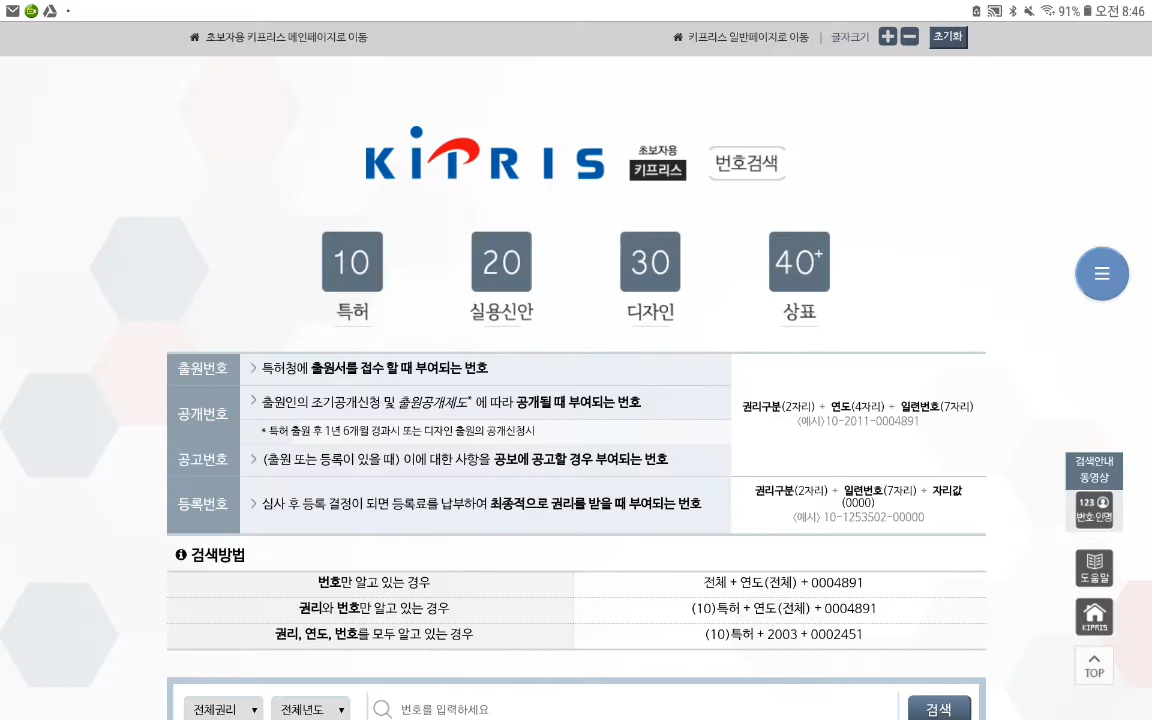 91% 오전 8:46
초보자용 키프리스 메인페이지로 이동 키프리스 일반페이지로 이동 | 글자크기 초기화
KIPRIS 초보자용 키프리스 번호검색
10 20 30 40+
특허 실용신안 디자인 상표
출원번호 > 특허청에 출원서를 접수 할 때 부여되는 번호
공개번호 > 출원인의 조기공개신청 및 출원공개제도* 에 따라 공개될 때 부여되는 번호
* 특허 출원 후 1년 6개월 경과시 또는 디자인 출원의 공개신청시
공고번호 > (출원 또는 등록이 있을 때) 이에 대한 사항을 공보에 공고할 경우 부여되는 번호
권리구분(2자리) + 연도(4자리) + 일련번호(7자리)
〈예시〉10-2011-0004891
등록번호 > 심사 후 등록 결정이 되면 등록료를 납부하여 최종적으로 권리를 받을 때 부여되는 번호
권리구분(2자리) + 일련번호(7자리) + 자리값
(0000)
〈예시〉 10-1253502-00000
검색방법
번호만 알고 있는 경우 전체 + 연도(전체) + 0004891
권리와 번호만 알고 있는 경우 (10)특허 + 연도(전체) + 0004891
권리, 연도, 번호를 모두 알고 있는 경우 (10)특허 + 2003 + 0002451
전체권리 전체년도 번호를 입력하세요 검색
검색안내
동영상
123
번호·인명
도움말
KIPRIS
TOP